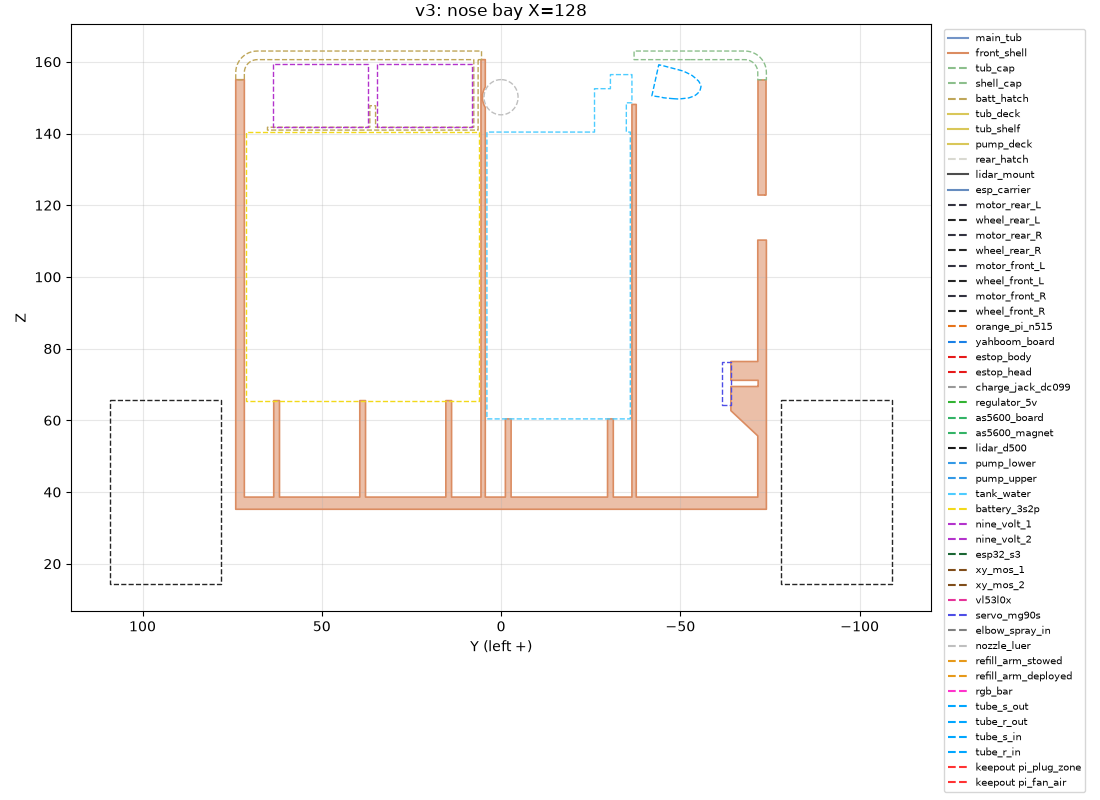 v3: nose bay X=128
160
140
120
100
80
60
40
20
Z
100
50
0
−50
−100
Y (left +)
main_tub
front_shell
tub_cap
shell_cap
batt_hatch
tub_deck
tub_shelf
pump_deck
rear_hatch
lidar_mount
esp_carrier
motor_rear_L
wheel_rear_L
motor_rear_R
wheel_rear_R
motor_front_L
wheel_front_L
motor_front_R
wheel_front_R
orange_pi_n515
yahboom_board
estop_body
estop_head
charge_jack_dc099
regulator_5v
as5600_board
as5600_magnet
lidar_d500
pump_lower
pump_upper
tank_water
battery_3s2p
nine_volt_1
nine_volt_2
esp32_s3
xy_mos_1
xy_mos_2
vl53l0x
servo_mg90s
elbow_spray_in
nozzle_luer
refill_arm_stowed
refill_arm_deployed
rgb_bar
tube_s_out
tube_r_out
tube_s_in
tube_r_in
keepout pi_plug_zone
keepout pi_fan_air